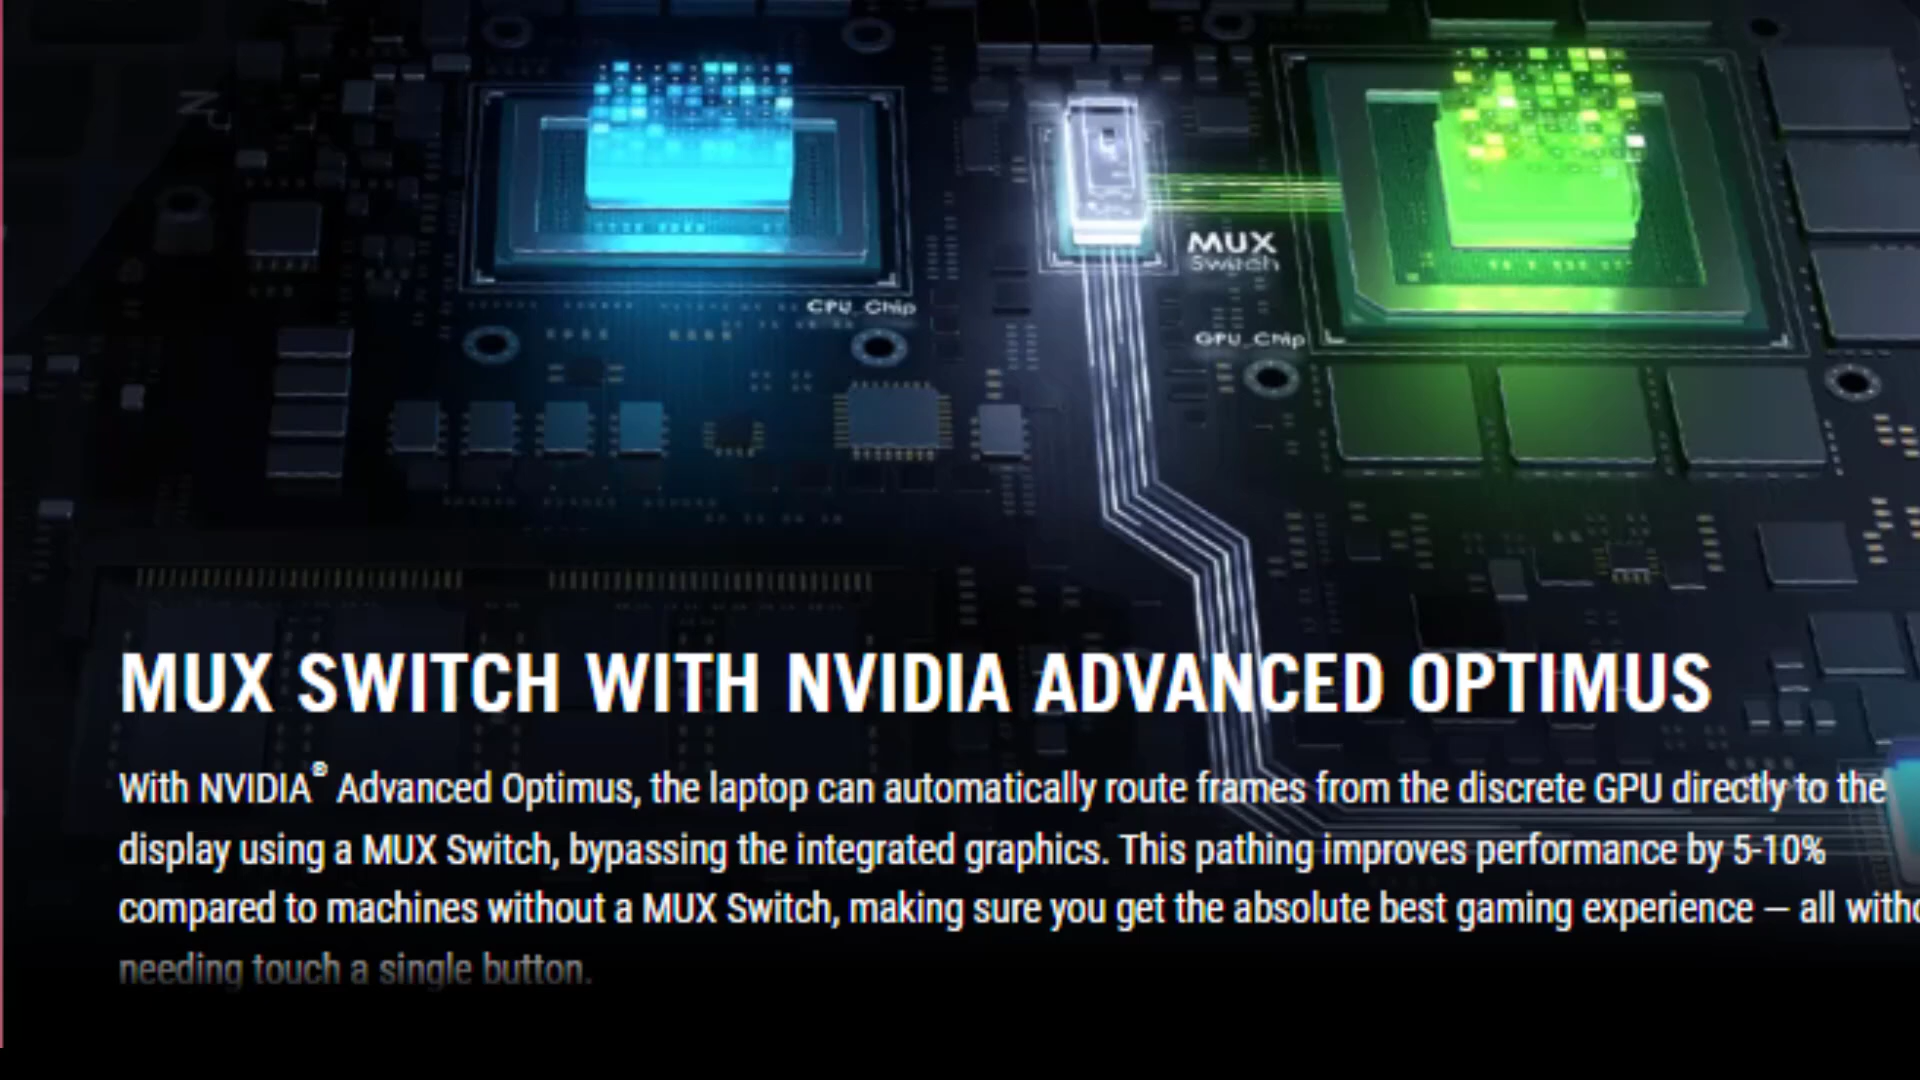 MUX
Switch
CPU_Chip
GPU_Chip
MUX SWITCH WITH NVIDIA ADVANCED OPTIMUS
With NVIDIA® Advanced Optimus, the laptop can automatically route frames from the discrete GPU directly to the
display using a MUX Switch, bypassing the integrated graphics. This pathing improves performance by 5-10%
compared to machines without a MUX Switch, making sure you get the absolute best gaming experience – all witho
needing touch a single button.